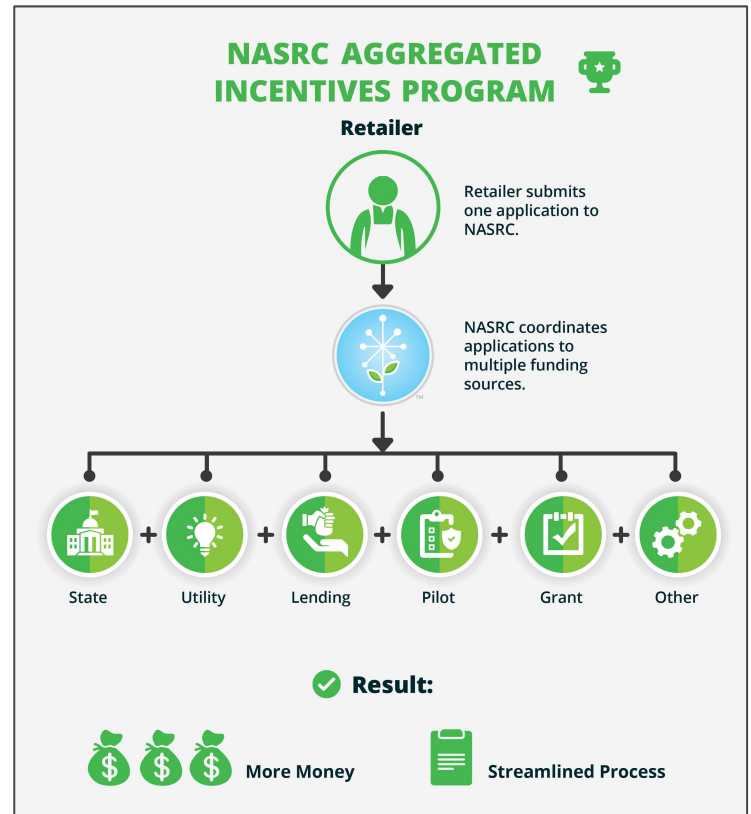 NASRC AGGREGATED
INCENTIVES PROGRAM
Retailer
Retailer submits
one application to
NASRC.
NASRC coordinates
applications to
multiple funding
sources.
TM
State
Utility
Lending
Pilot
Grant
Other
Result:
$ $ $
More Money
Streamlined Process